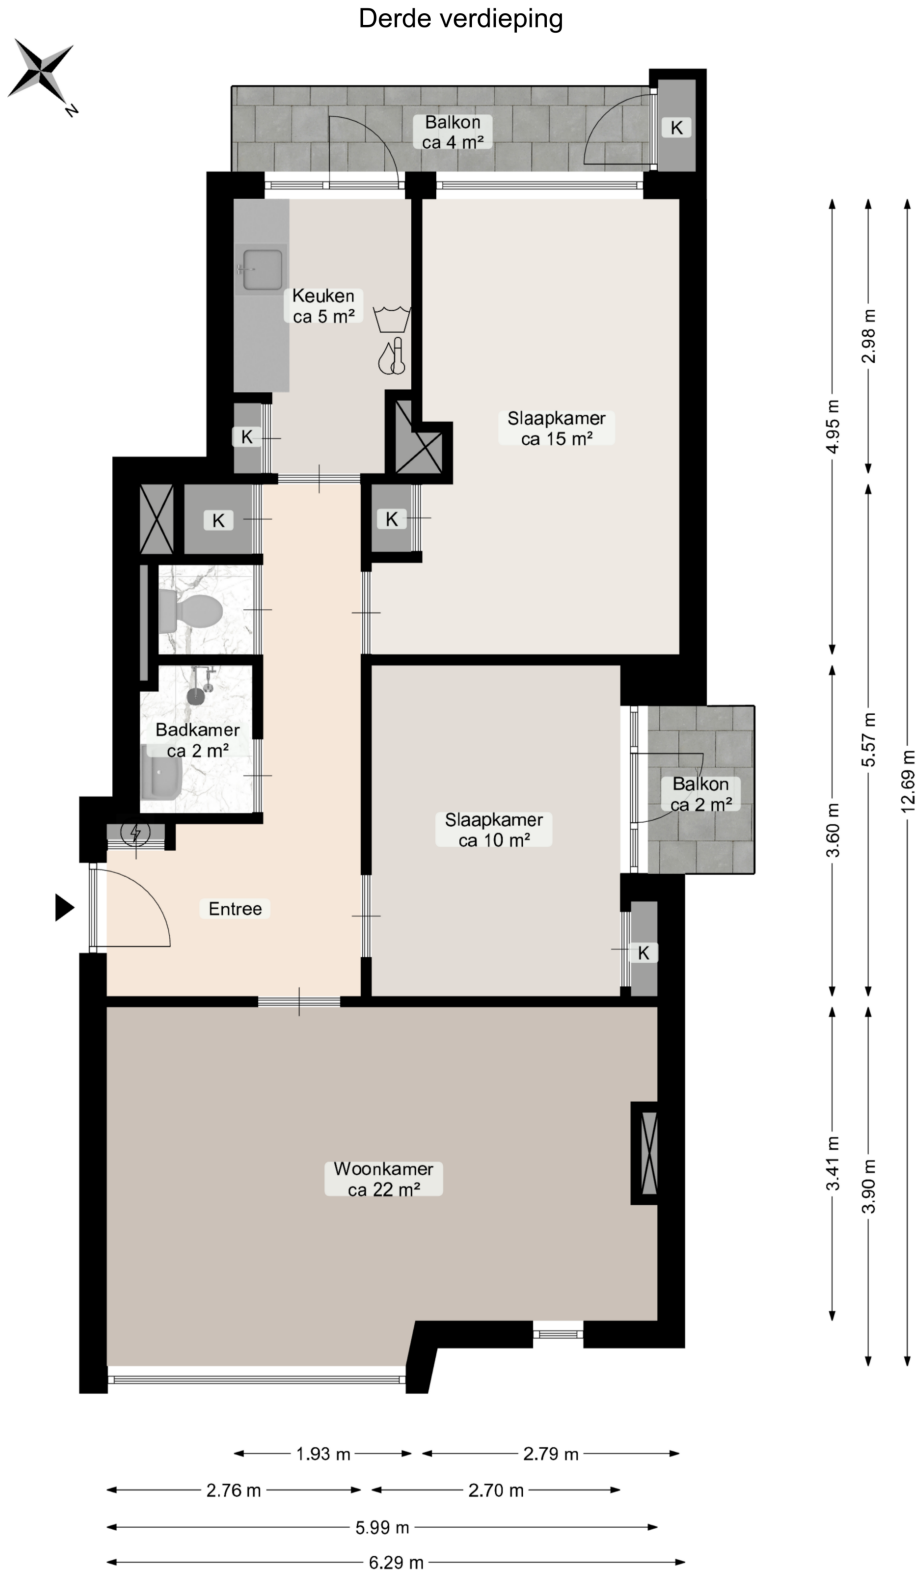 Derde verdieping
N
Balkon
ca 4 m²
K
Keuken
ca 5 m²
Slaapkamer
ca 15 m²
K
K
K
Badkamer
ca 2 m²
Slaapkamer
ca 10 m²
Balkon
ca 2 m²
Entree
K
Woonkamer
ca 22 m²
2.98 m
4.95 m
5.57 m
12.69 m
3.60 m
3.41 m
3.90 m
1.93 m
2.79 m
2.76 m
2.70 m
5.99 m
6.29 m